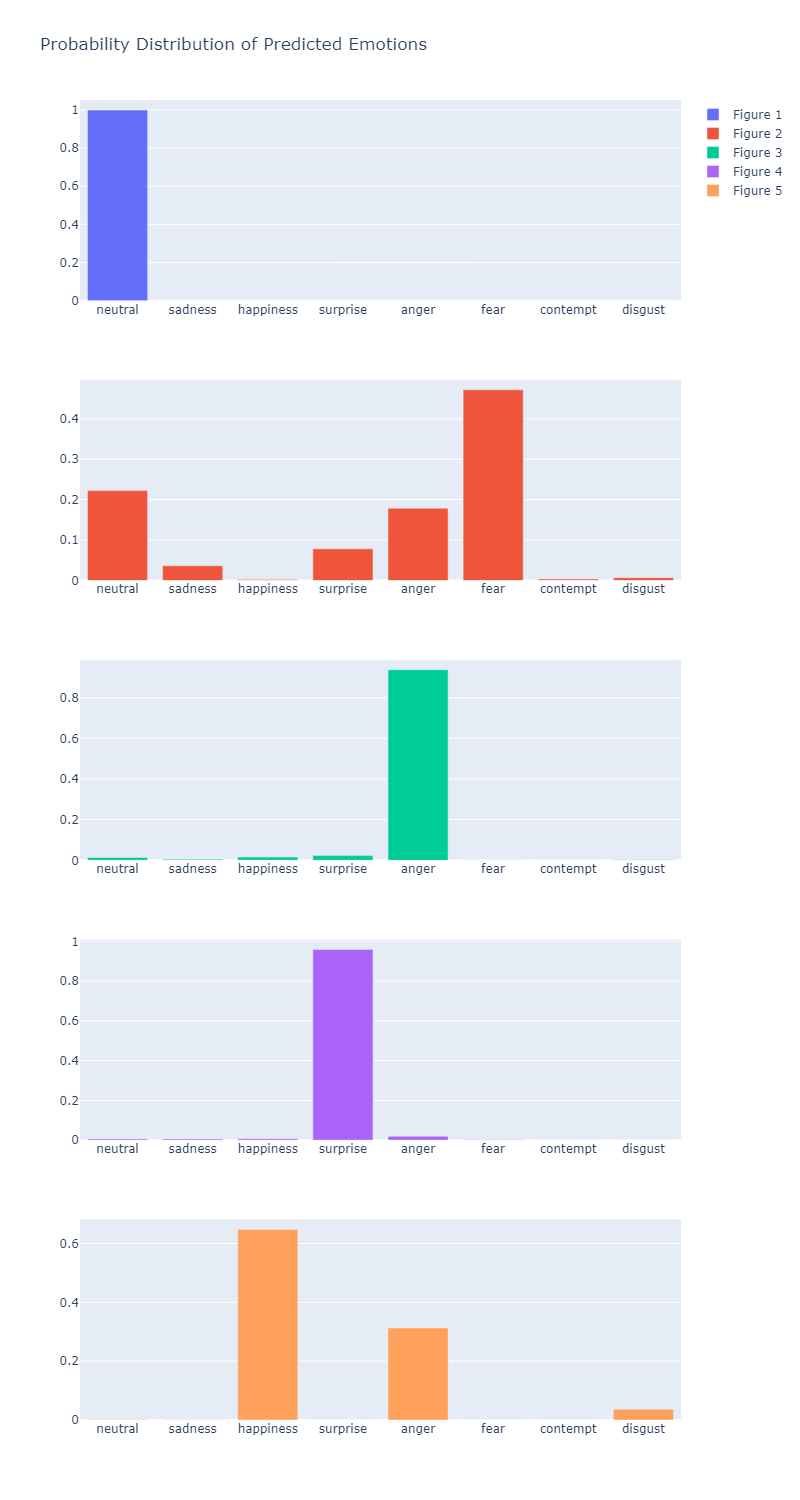 Probability Distribution of Predicted Emotions
Figure 1
Figure 2
Figure 3
Figure 4
Figure 5
1
0.8
0.6
0.4
0.2
0
neutral sadness happiness surprise anger fear contempt disgust
0.4
0.3
0.2
0.1
0
neutral sadness happiness surprise anger fear contempt disgust
0.8
0.6
0.4
0.2
0
neutral sadness happiness surprise anger fear contempt disgust
1
0.8
0.6
0.4
0.2
0
neutral sadness happiness surprise anger fear contempt disgust
0.6
0.4
0.2
0
neutral sadness happiness surprise anger fear contempt disgust